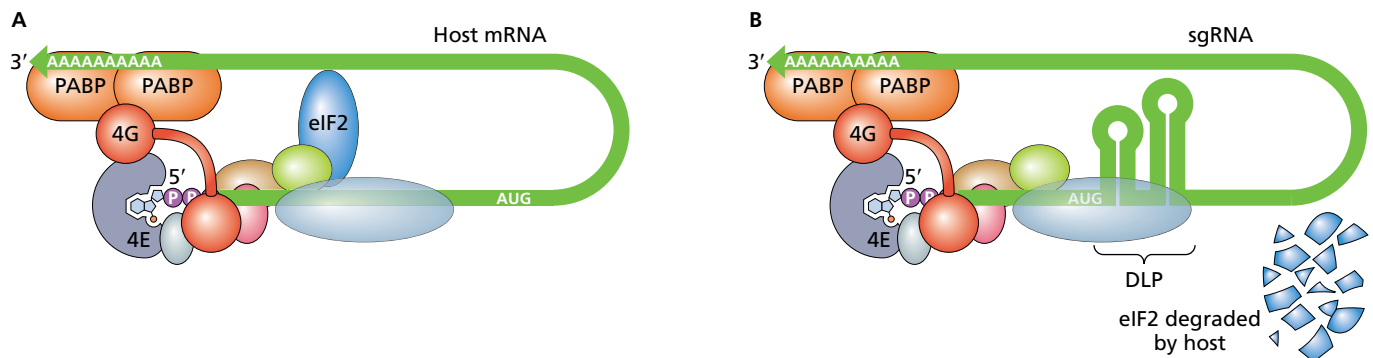 A
Host mRNA
3′ AAAAAAAAAA
PABP PABP
4G
eIF2
5′
P P
AUG
4E
B
sgRNA
3′ AAAAAAAAAA
PABP PABP
4G
5′
P P
AUG
4E
DLP
eIF2 degraded
by host